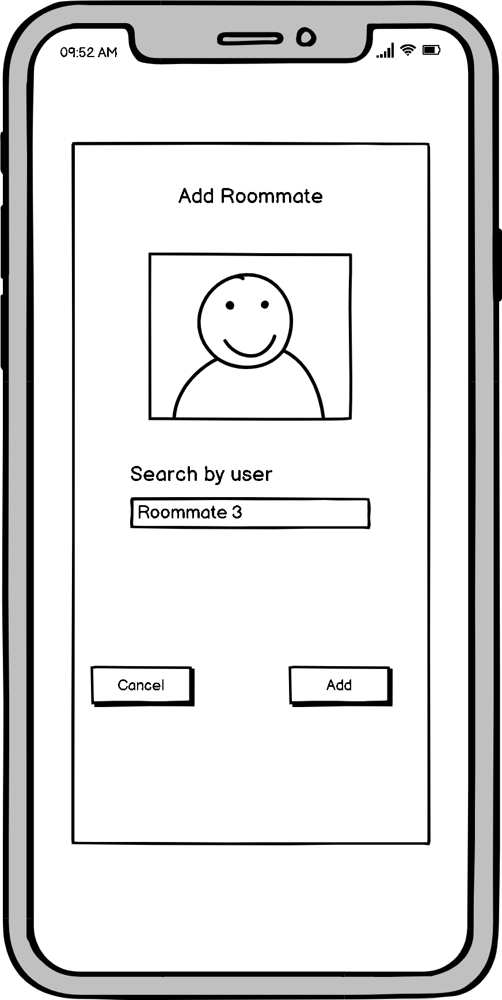 09:52 AM
Add Roommate
Search by user
Roommate 3
Cancel
Add